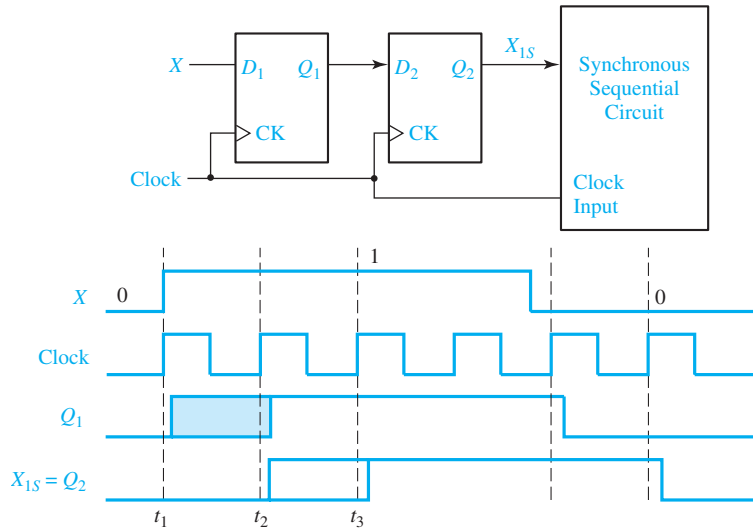 X D₁ Q₁ D₂ Q₂ X₁S Synchronous
Sequential
Circuit
CK CK
Clock Clock
Input
0 1 0
X
Clock
Q₁
X₁S = Q₂
t₁ t₂ t₃